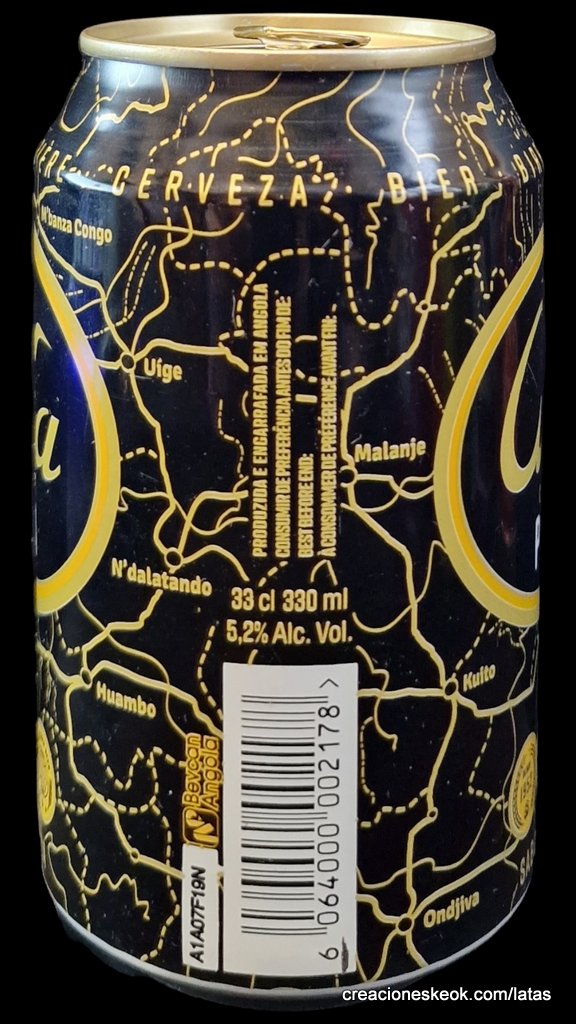 CERVEZA BIER
M'banza Congo
Uíge
PRODUZIDA E ENGARRAFADA EM ANGOLA
CONSUMIR DE PREFERÊNCIA ANTES DO FIM DE:
BEST BEFORE END:
À CONSOMMER DE PRÉFÉRENCE AVANT FIN:
Malanje
N'dalatando
33 cl 330 ml
5,2% Alc. Vol.
Kuito
Huambo
Bevcan
Angola
A1A07F19N
6 064000 002178 >
Ondjiva
creacioneskeok.com/latas